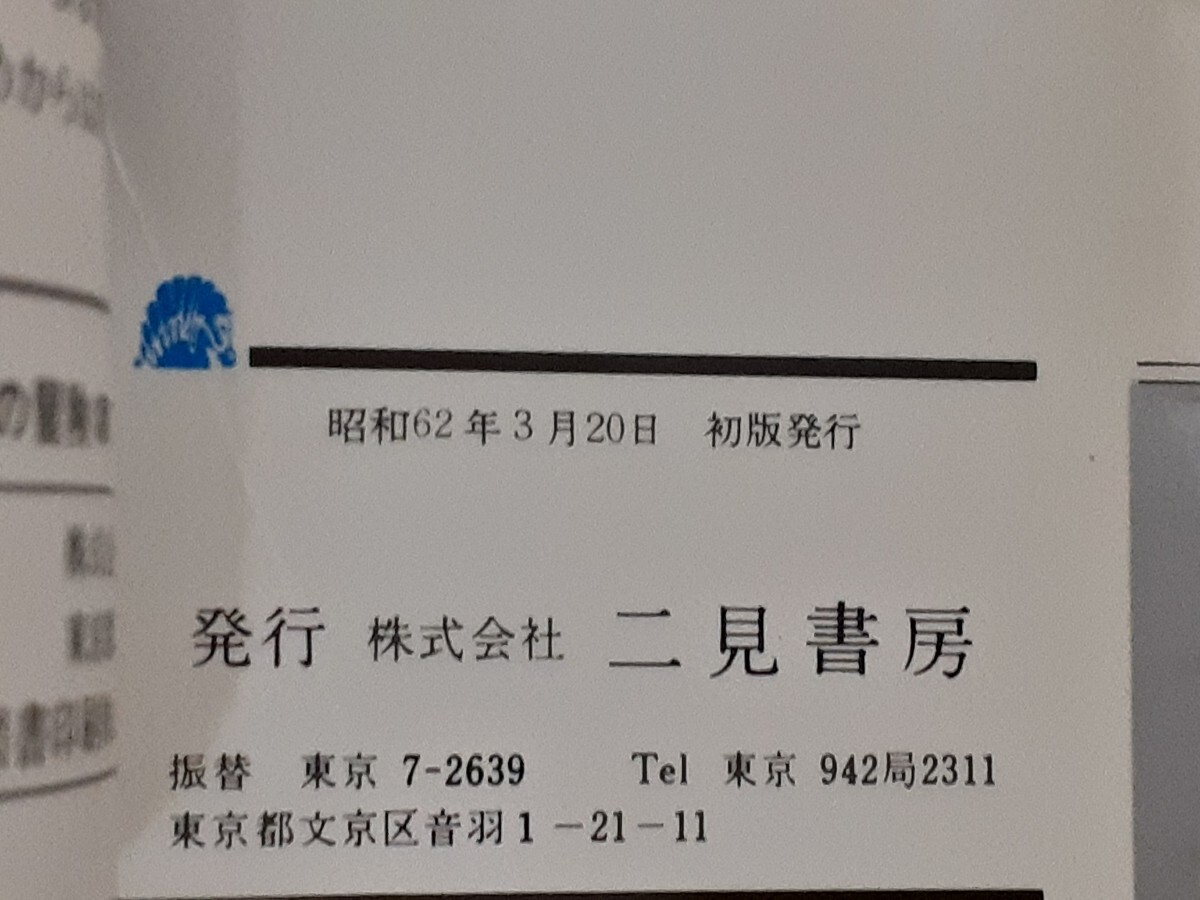 昭和62年3月20日 初版発行
発行 株式会社 二見書房
振替 東京 7-2639 Tel 東京 942局2311
東京都文京区音羽1-21-11